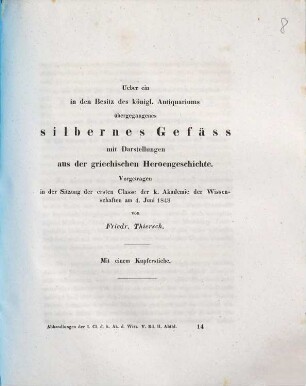 8
Ueber ein
in den Besitz des königl. Antiquariums
übergegangenes
silbernes Gefäss
mit Darstellungen
aus der griechischen Heroengeschichte.
Vorgetragen
in der Sitzung der ersten Classe der k. Akademie der Wissen-
schaften am 4. Juni 1848
von
Friedr. Thiersch.
Mit einem Kupferstiche.
Abhandlungen der I. Cl. d. k. Ak. d. Wiss. V. Bd. II. Abthl. 14